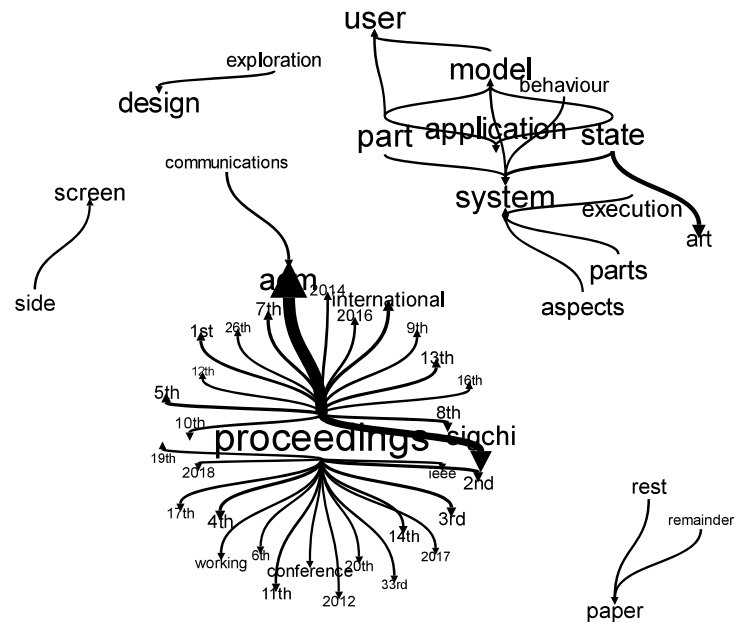 user
exploration
model
behaviour
design
part
application
state
communications
screen
system
execution
art
parts
side
acm
2014
international
aspects
7th
2016
1st
26th
9th
13th
12th
16th
5th
8th
10th
proceedings
sigchi
19th
2018
ieee
2nd
rest
17th
4th
3rd
remainder
14th
working
6th
conference
20th
2017
33rd
11th
2012
paper